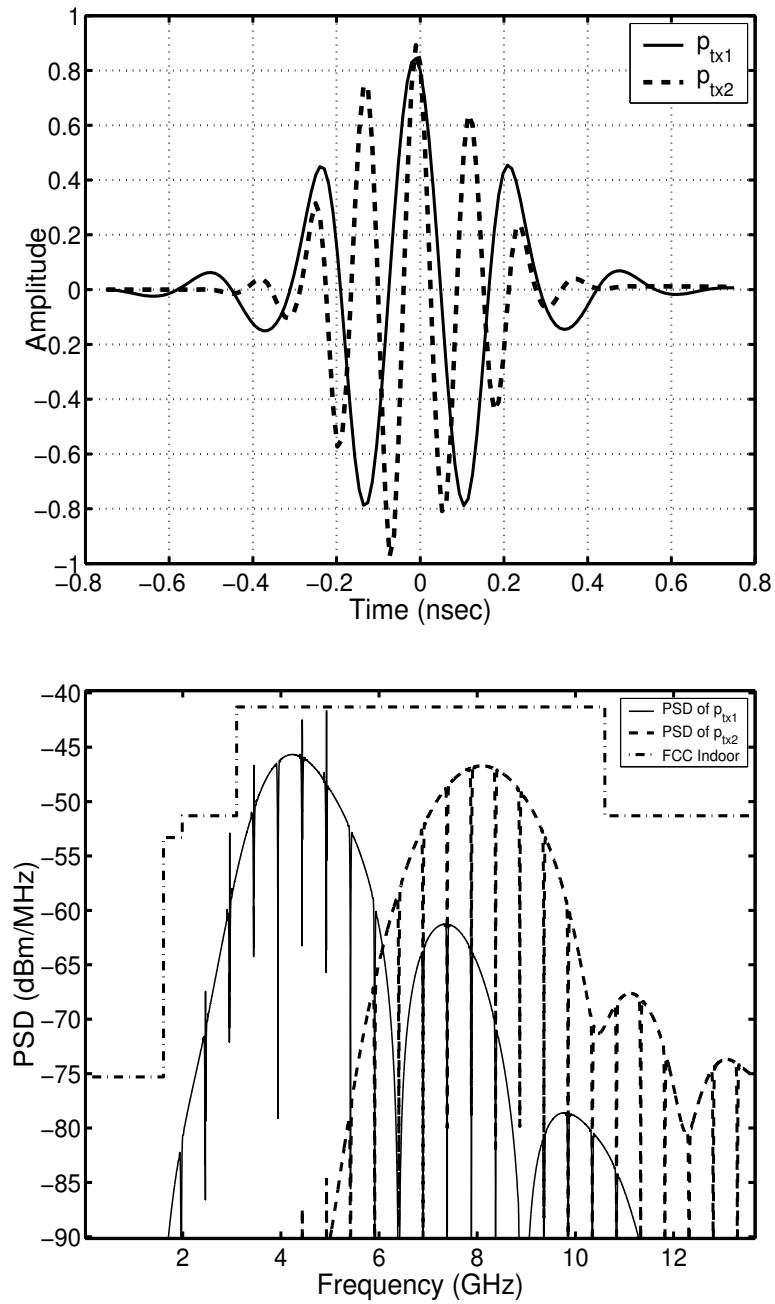 1
0.8
0.6
0.4
0.2
0
−0.2
−0.4
−0.6
−0.8
−1
Amplitude
p_tx1
p_tx2
−0.8 −0.6 −0.4 −0.2 0 0.2 0.4 0.6 0.8
Time (nsec)
−40
−45
−50
−55
−60
−65
−70
−75
−80
−85
−90
PSD (dBm/MHz)
PSD of p_tx1
PSD of p_tx2
FCC Indoor
2 4 6 8 10 12
Frequency (GHz)